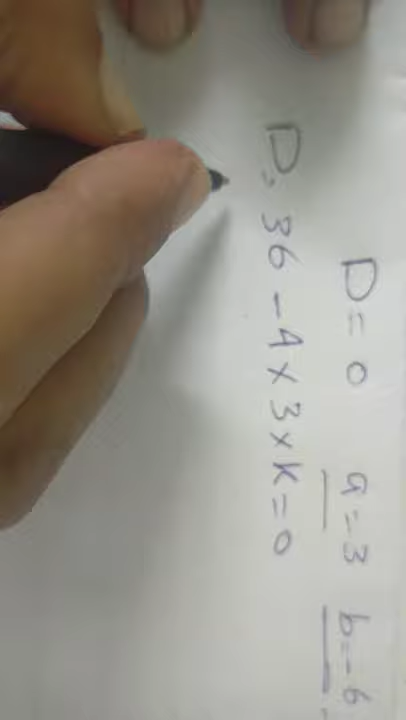 D = 0 a = 3 b = -6
D = 36 - 4 x 3 x K = 0